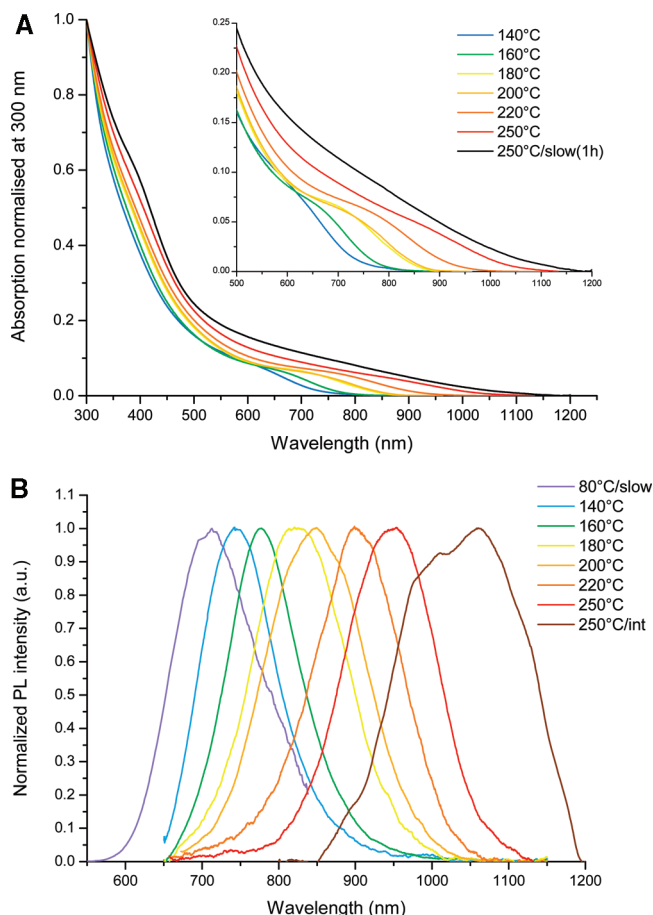 A
Absorption normalised at 300 nm
1.0
0.8
0.6
0.4
0.2
0.0
300 400 500 600 700 800 900 1000 1100 1200
Wavelength (nm)
0.25
0.20
0.15
0.10
0.05
0.00
500 600 700 800 900 1000 1100 1200
140°C
160°C
180°C
200°C
220°C
250°C
250°C/slow(1h)
B
Normalized PL intensity (a.u.)
1.1
1.0
0.9
0.8
0.7
0.6
0.5
0.4
0.3
0.2
0.1
0.0
600 700 800 900 1000 1100 1200
Wavelength (nm)
80°C/slow
140°C
160°C
180°C
200°C
220°C
250°C
250°C/int